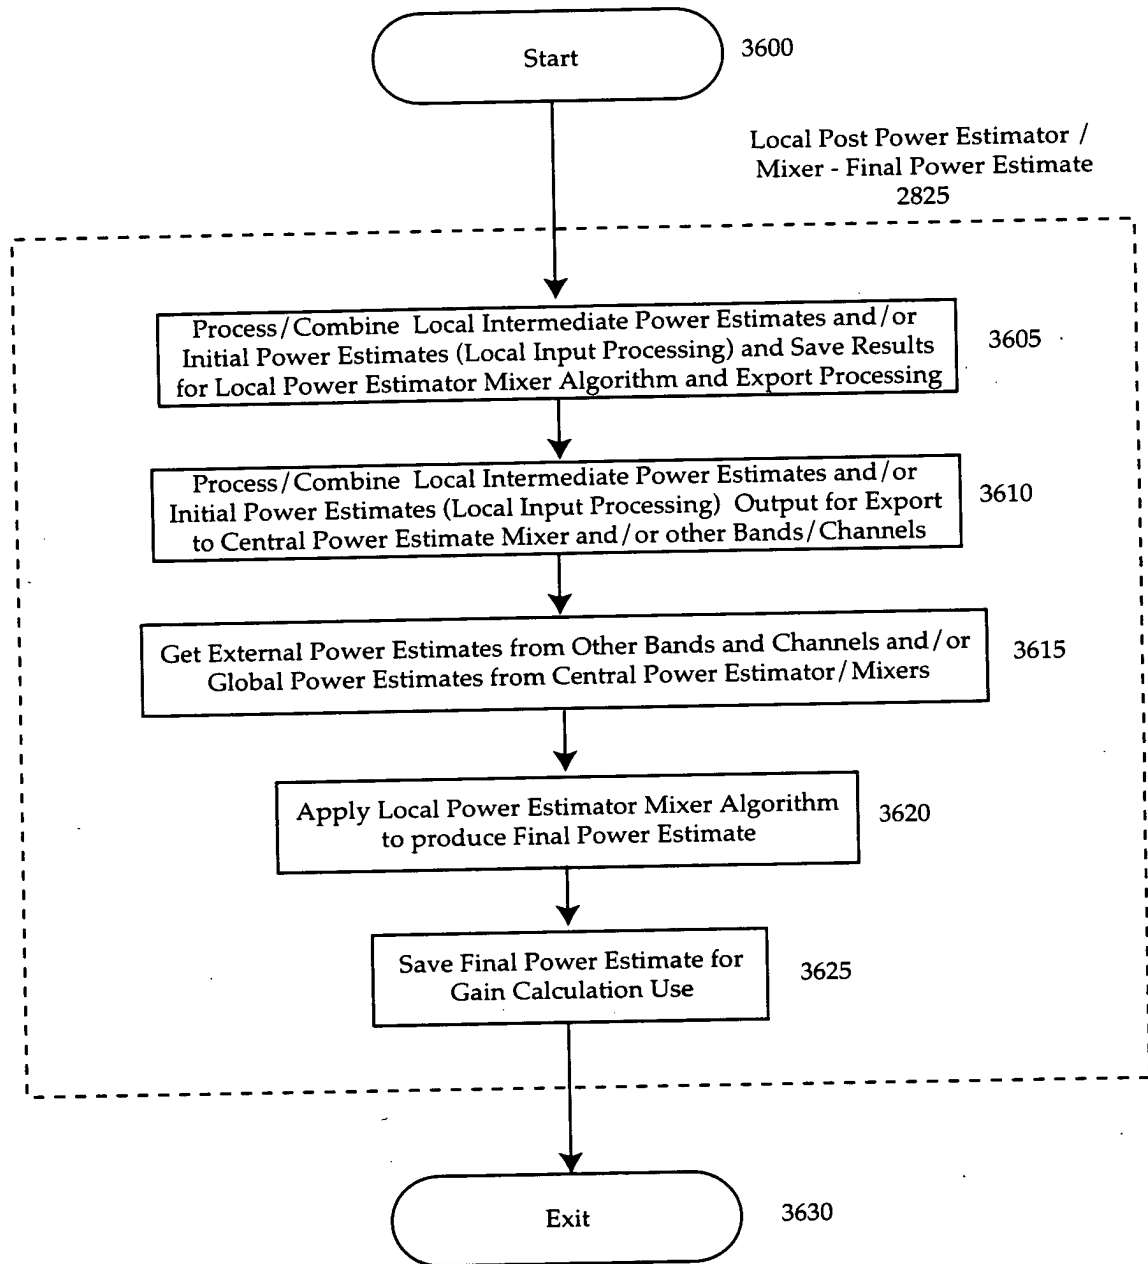 Start
3600
Local Post Power Estimator /
Mixer - Final Power Estimate
2825
Process/Combine Local Intermediate Power Estimates and/or
Initial Power Estimates (Local Input Processing) and Save Results
for Local Power Estimator Mixer Algorithm and Export Processing
3605
Process/Combine Local Intermediate Power Estimates and/or
Initial Power Estimates (Local Input Processing) Output for Export
to Central Power Estimate Mixer and/or other Bands/Channels
3610
Get External Power Estimates from Other Bands and Channels and/or
Global Power Estimates from Central Power Estimator/Mixers
3615
Apply Local Power Estimator Mixer Algorithm
to produce Final Power Estimate
3620
Save Final Power Estimate for
Gain Calculation Use
3625
Exit
3630